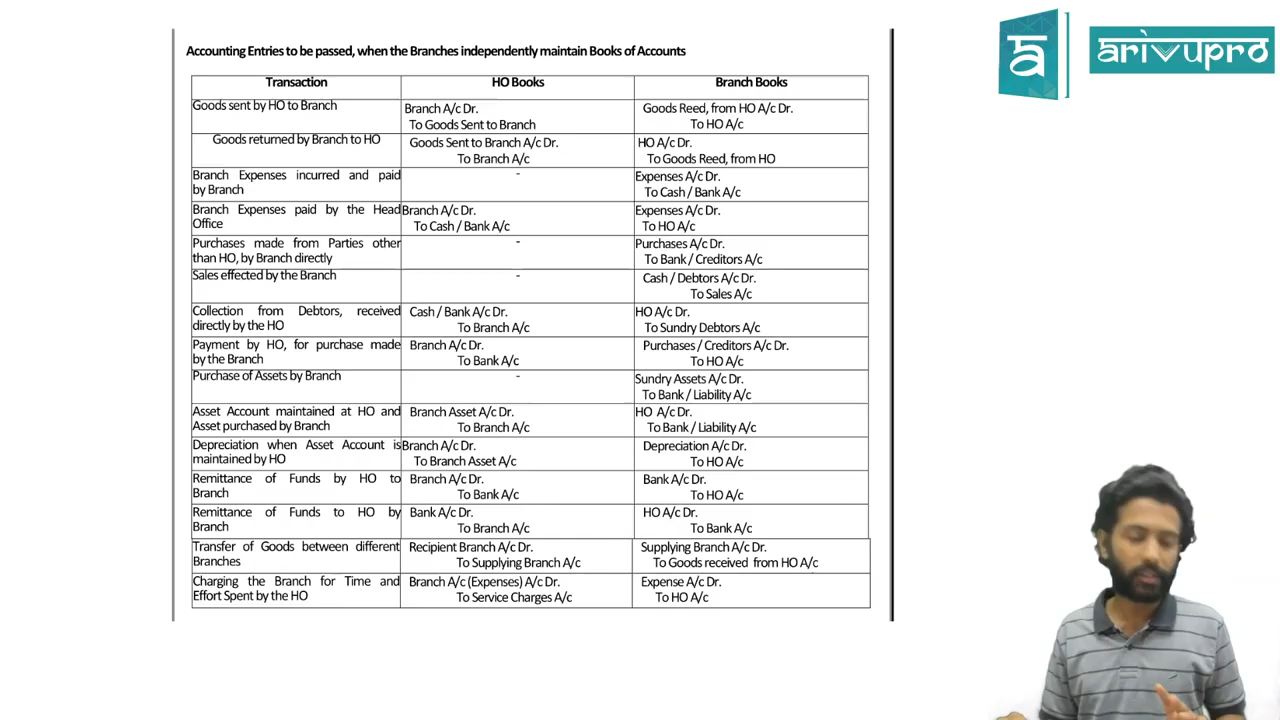 Accounting Entries to be passed, when the Branches independently maintain Books of Accounts
Transaction HO Books Branch Books
Goods sent by HO to Branch
Branch A/c Dr.
To Goods Sent to Branch
Goods Reed, from HO A/c Dr.
To HO A/c
Goods returned by Branch to HO
Goods Sent to Branch A/c Dr.
To Branch A/c
HO A/c Dr.
To Goods Reed, from HO
Branch Expenses incurred and paid
by Branch
-
Expenses A/c Dr.
To Cash / Bank A/c
Branch Expenses paid by the Head
Office
Branch A/c Dr.
To Cash / Bank A/c
Expenses A/c Dr.
To HO A/c
Purchases made from Parties other
than HO, by Branch directly
-
Purchases A/c Dr.
To Bank / Creditors A/c
Sales effected by the Branch
-
Cash / Debtors A/c Dr.
To Sales A/c
Collection from Debtors, received
directly by the HO
Cash / Bank A/c Dr.
To Branch A/c
HO A/c Dr.
To Sundry Debtors A/c
Payment by HO, for purchase made
by the Branch
Branch A/c Dr.
To Bank A/c
Purchases / Creditors A/c Dr.
To HO A/c
Purchase of Assets by Branch
-
Sundry Assets A/c Dr.
To Bank / Liability A/c
Asset Account maintained at HO and
Asset purchased by Branch
Branch Asset A/c Dr.
To Branch A/c
HO A/c Dr.
To Bank / Liability A/c
Depreciation when Asset Account is
maintained by HO
Branch A/c Dr.
To Branch Asset A/c
Depreciation A/c Dr.
To HO A/c
Remittance of Funds by HO to
Branch
Branch A/c Dr.
To Bank A/c
Bank A/c Dr.
To HO A/c
Remittance of Funds to HO by
Branch
Bank A/c Dr.
To Branch A/c
HO A/c Dr.
To Bank A/c
Transfer of Goods between different
Branches
Recipient Branch A/c Dr.
To Supplying Branch A/c
Supplying Branch A/c Dr.
To Goods received from HO A/c
Charging the Branch for Time and
Effort Spent by the HO
Branch A/c (Expenses) A/c Dr.
To Service Charges A/c
Expense A/c Dr.
To HO A/c
a
arivupro